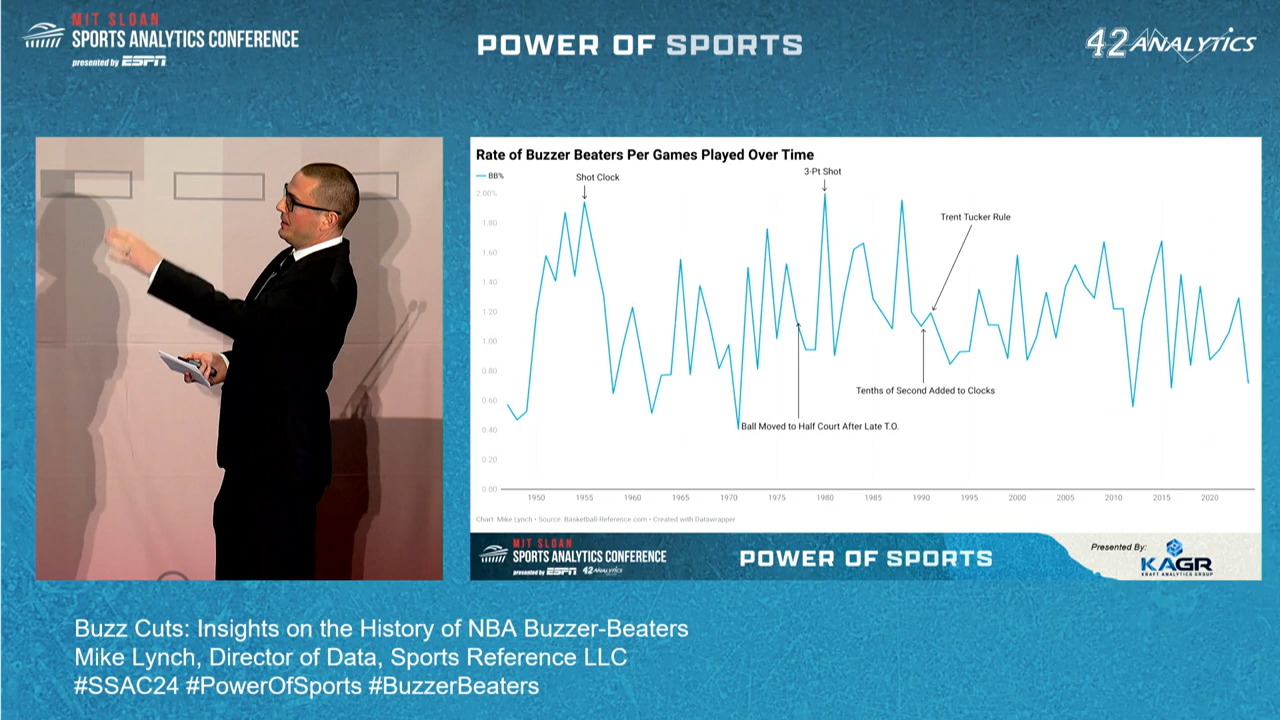 MIT SLOAN
SPORTS ANALYTICS CONFERENCE
presented by ESPN
POWER OF SPORTS
42 ANALYTICS
Rate of Buzzer Beaters Per Games Played Over Time
BB%
2.00%
1.80
1.60
1.40
1.20
1.00
0.80
0.60
0.40
0.20
0.00
Shot Clock
3-Pt Shot
Trent Tucker Rule
Tenths of Second Added to Clocks
Ball Moved to Half Court After Late T.O.
1950 1955 1960 1965 1970 1975 1980 1985 1990 1995 2000 2005 2010 2015 2020
Chart: Mike Lynch • Source: Basketball-Reference.com • Created with Datawrapper
MIT SLOAN
SPORTS ANALYTICS CONFERENCE
presented by ESPN 42 ANALYTICS
POWER OF SPORTS
Presented By:
KAGR
KRAFT ANALYTICS GROUP
Buzz Cuts: Insights on the History of NBA Buzzer-Beaters
Mike Lynch, Director of Data, Sports Reference LLC
#SSAC24 #PowerOfSports #BuzzerBeaters